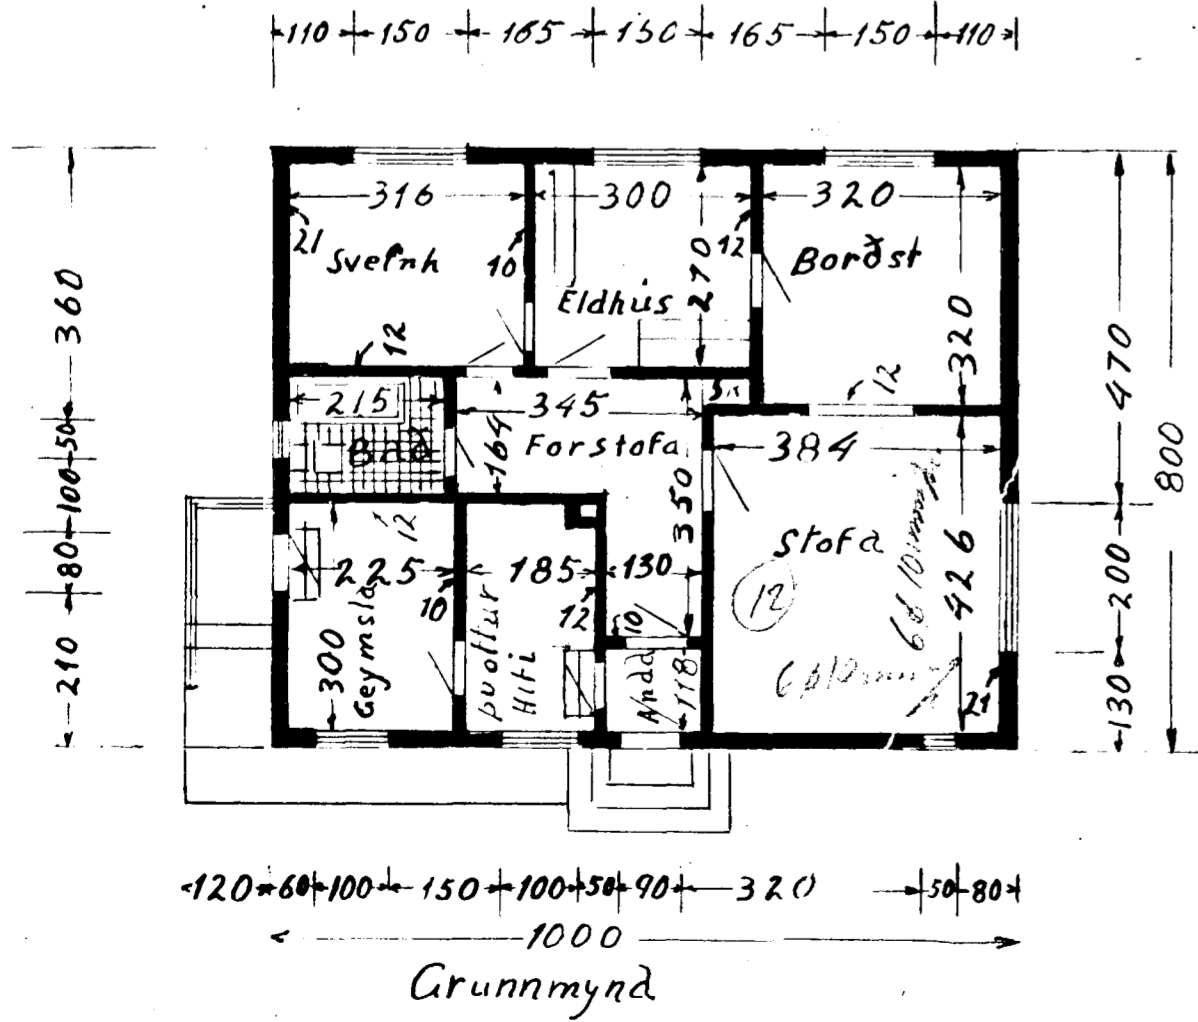 110 150 165 150 165 150 110
316 300 320
21 Svefnh 10 Eldhús 270 12 Borðst 320
12
360 50 100 80 210
215 345 12
Bað 164 Forstofa 384
350 Stofa 426
12
12
225 185 130
10 12 10
300 Geymsla Þvottur Hiti And 118 21
470 200 130
800
120 60 100 150 100 50 90 320 50 80
1000
Grunnmynd